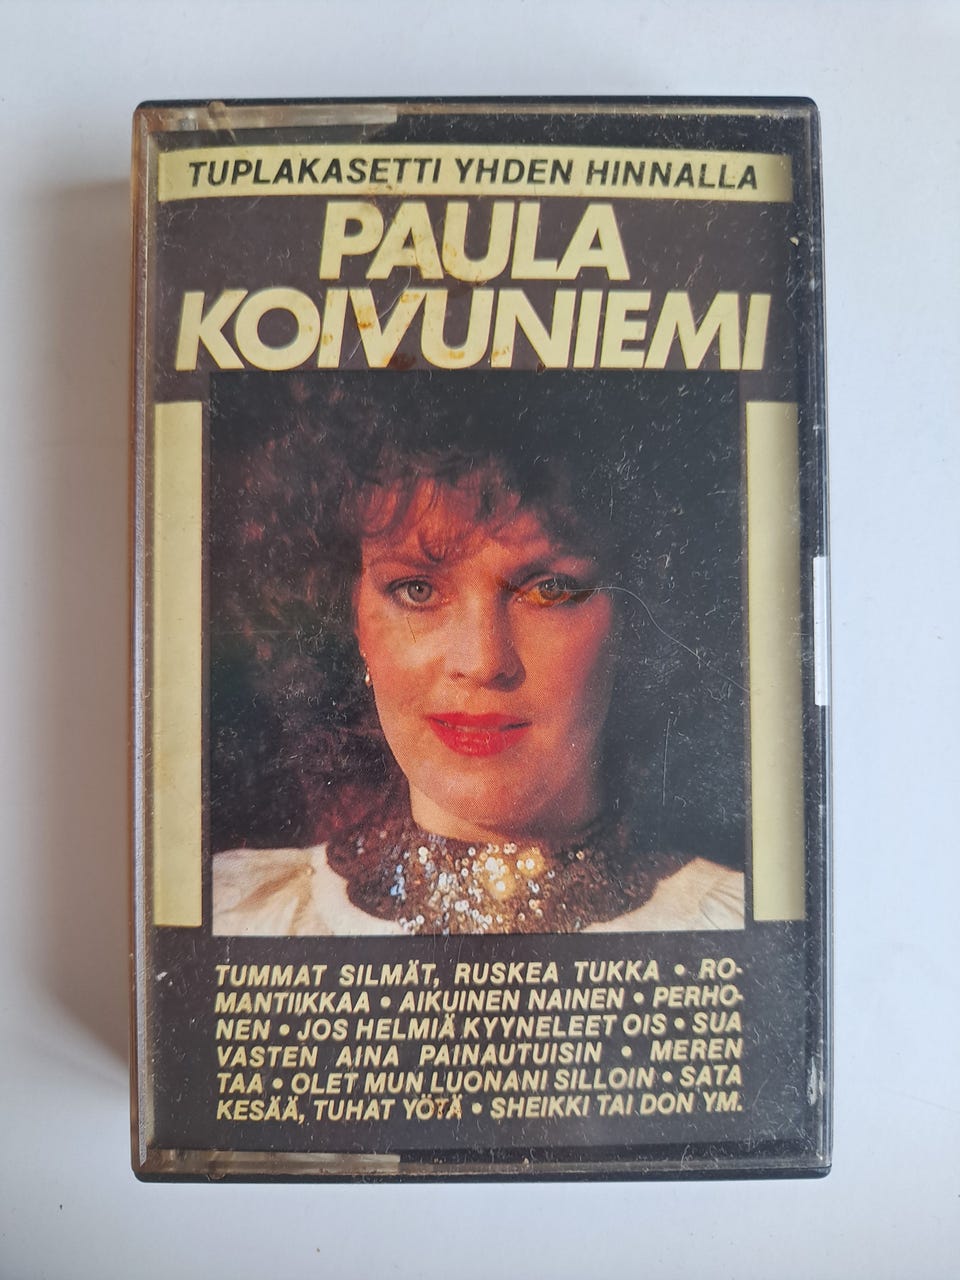 TUPLAKASETTI YHDEN HINNALLA
PAULA
KOIVUNIEMI
TUMMAT SILMÄT, RUSKEA TUKKA • RO-
MANTIIKKAA • AIKUINEN NAINEN • PERHO-
NEN • JOS HELMIÄ KYYNELEET OIS • SUA
VASTEN AINA PAINAUTUISIN • MEREN
TAA • OLET MUN LUONANI SILLOIN • SATA
KESÄÄ, TUHAT YÖTÄ • SHEIKKI TAI DON YM.